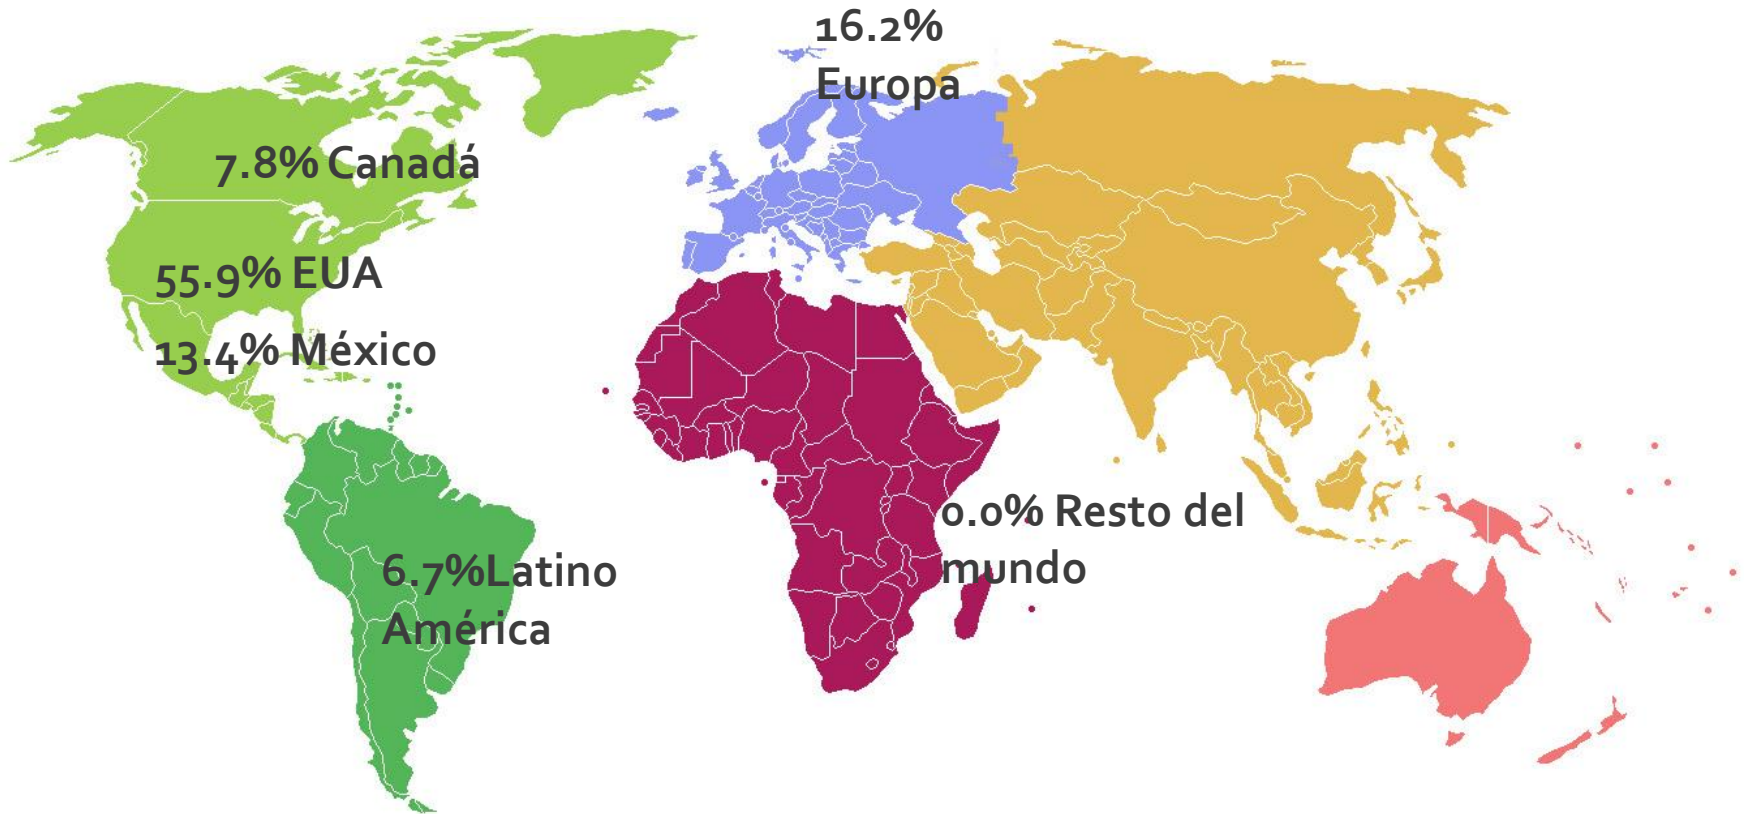 16.2%
Europa
7.8% Canadá
55.9% EUA
13.4% México
0.0% Resto del
mundo
6.7%Latino
América